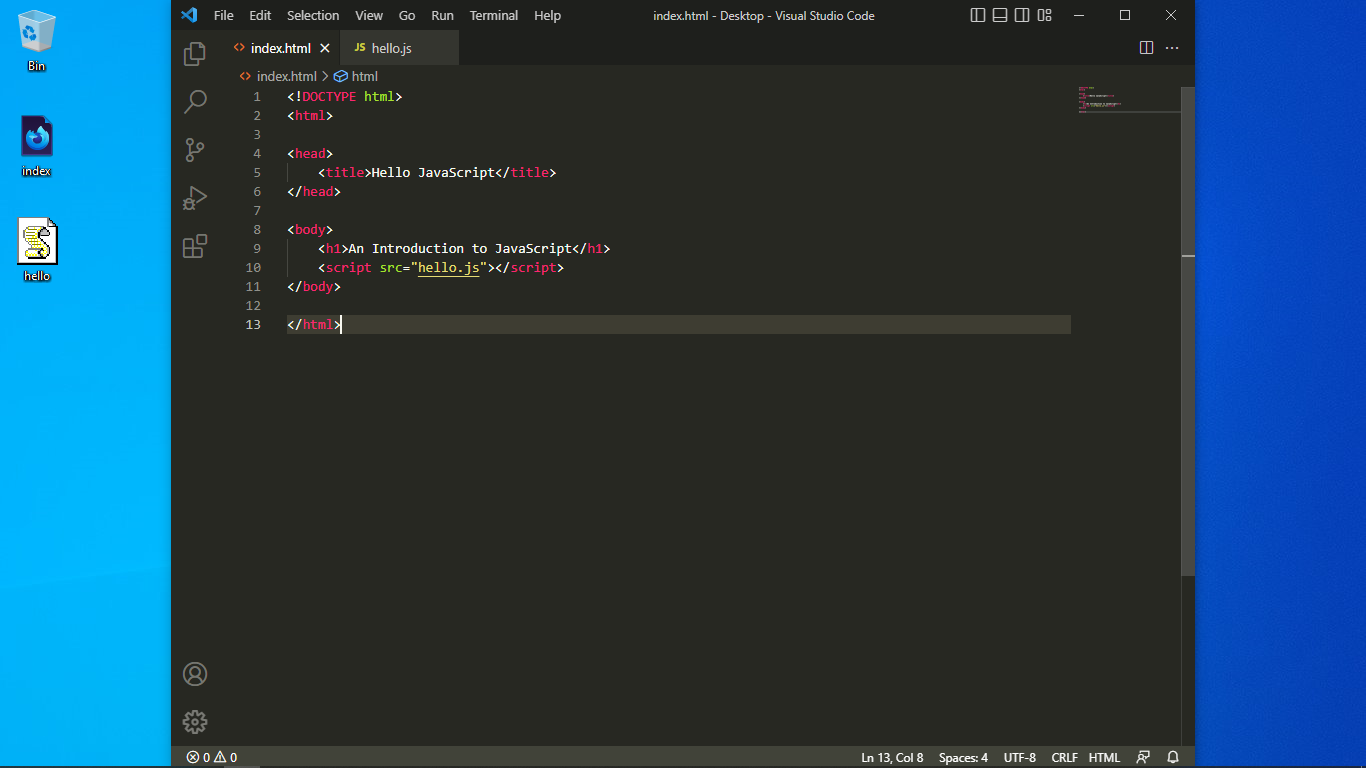 File Edit Selection View Go Run Terminal Help index.html - Desktop - Visual Studio Code
index.html JS hello.js
index.html > html
1 <!DOCTYPE html>
2 <html>
3
4 <head>
5 <title>Hello JavaScript</title>
6 </head>
7
8 <body>
9 <h1>An Introduction to JavaScript</h1>
10 <script src="hello.js"></script>
11 </body>
12
13 </html>
0 0 Ln 13, Col 8 Spaces: 4 UTF-8 CRLF HTML
Bin
index
hello